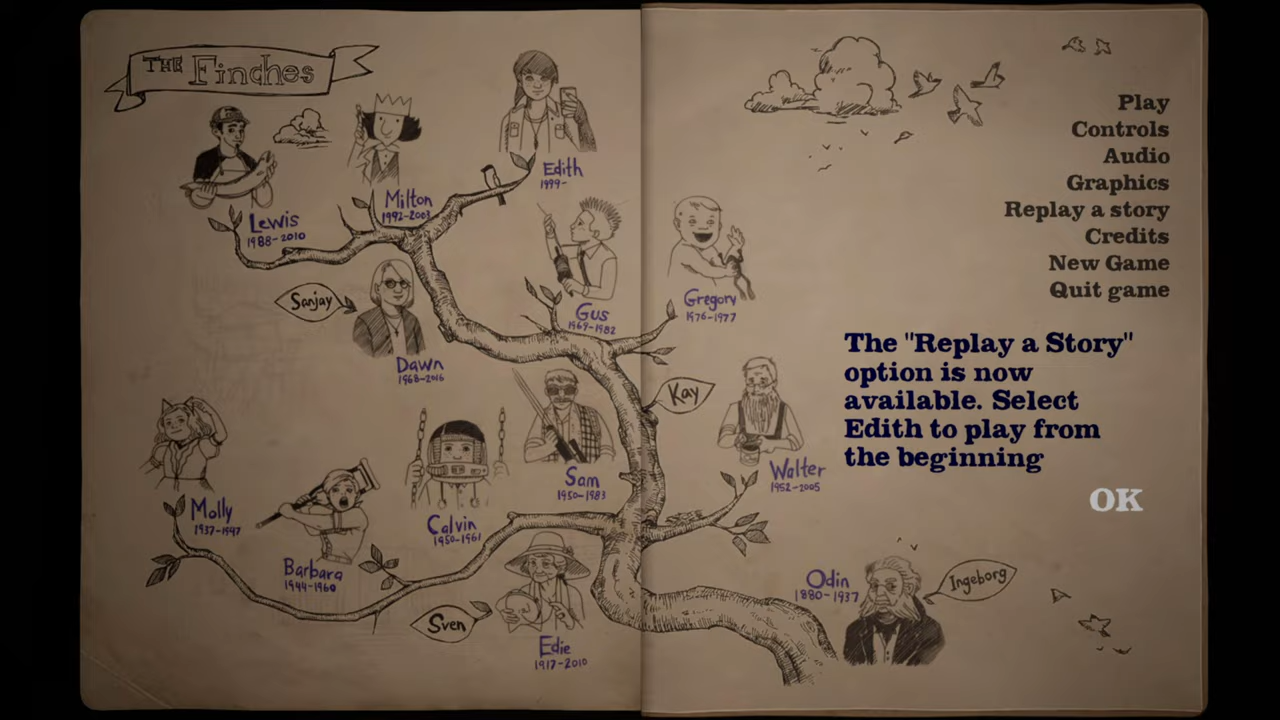 THE Finches
Edith
1999-
Milton
1992-2003
Lewis
1988-2010
Sanjay
Dawn
1968-2016
Gus
1969-1982
Gregory
1976-1977
Kay
Sam
1950-1983
Walter
1952-2005
Molly
1937-1947
Barbara
1944-1960
Calvin
1950-1961
Sven
Edie
1917-2010
Odin
1880-1937
Ingeborg
Play
Controls
Audio
Graphics
Replay a story
Credits
New Game
Quit game
The "Replay a Story"
option is now
available. Select
Edith to play from
the beginning
OK